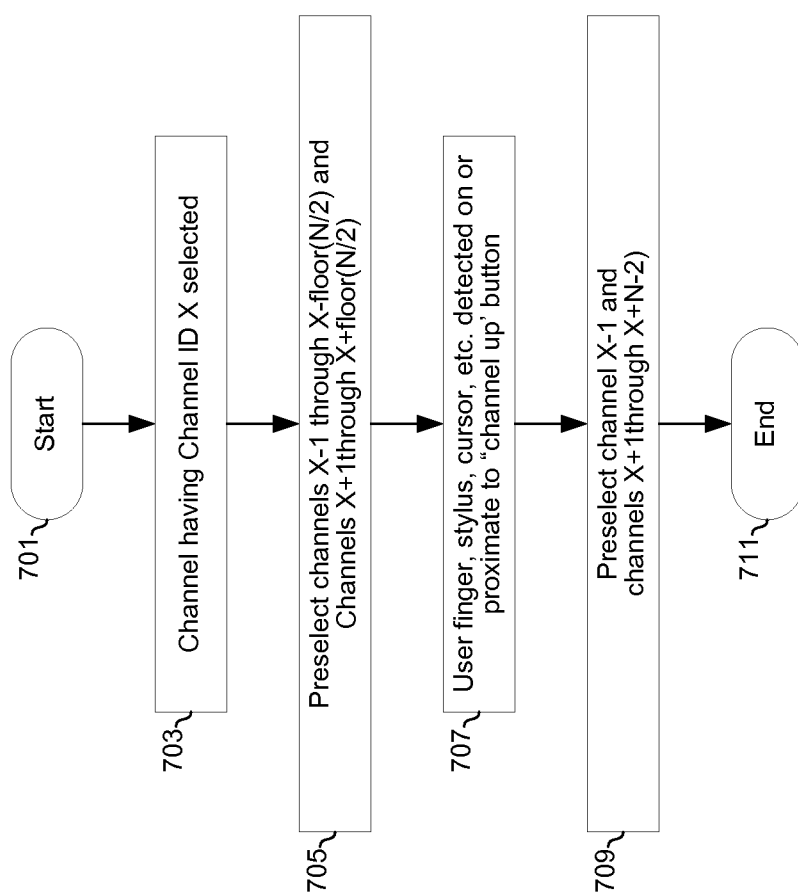 Start
701
Channel having Channel ID X selected
703
Preselect channels X-1 through X-floor(N/2) and
Channels X+1through X+floor(N/2)
705
User finger, stylus, cursor, etc. detected on or
proximate to “channel up’ button
707
Preselect channel X-1 and
channels X+1through X+N-2)
709
End
711